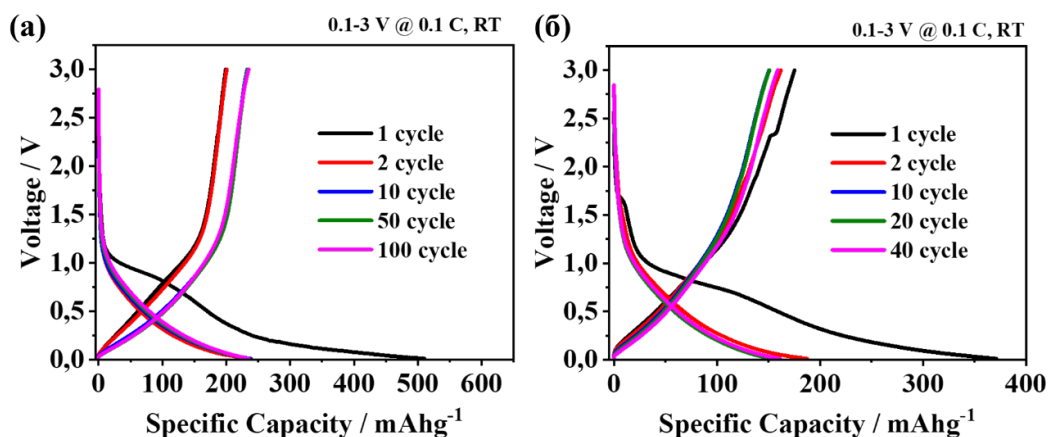 (a)
0.1-3 V @ 0.1 C, RT
Voltage / V
3,0
2,5
2,0
1,5
1,0
0,5
0,0
1 cycle
2 cycle
10 cycle
50 cycle
100 cycle
0 100 200 300 400 500 600
Specific Capacity / mAhg⁻¹
(б)
0.1-3 V @ 0.1 C, RT
Voltage / V
3,0
2,5
2,0
1,5
1,0
0,5
0,0
1 cycle
2 cycle
10 cycle
20 cycle
40 cycle
0 100 200 300 400
Specific Capacity / mAhg⁻¹